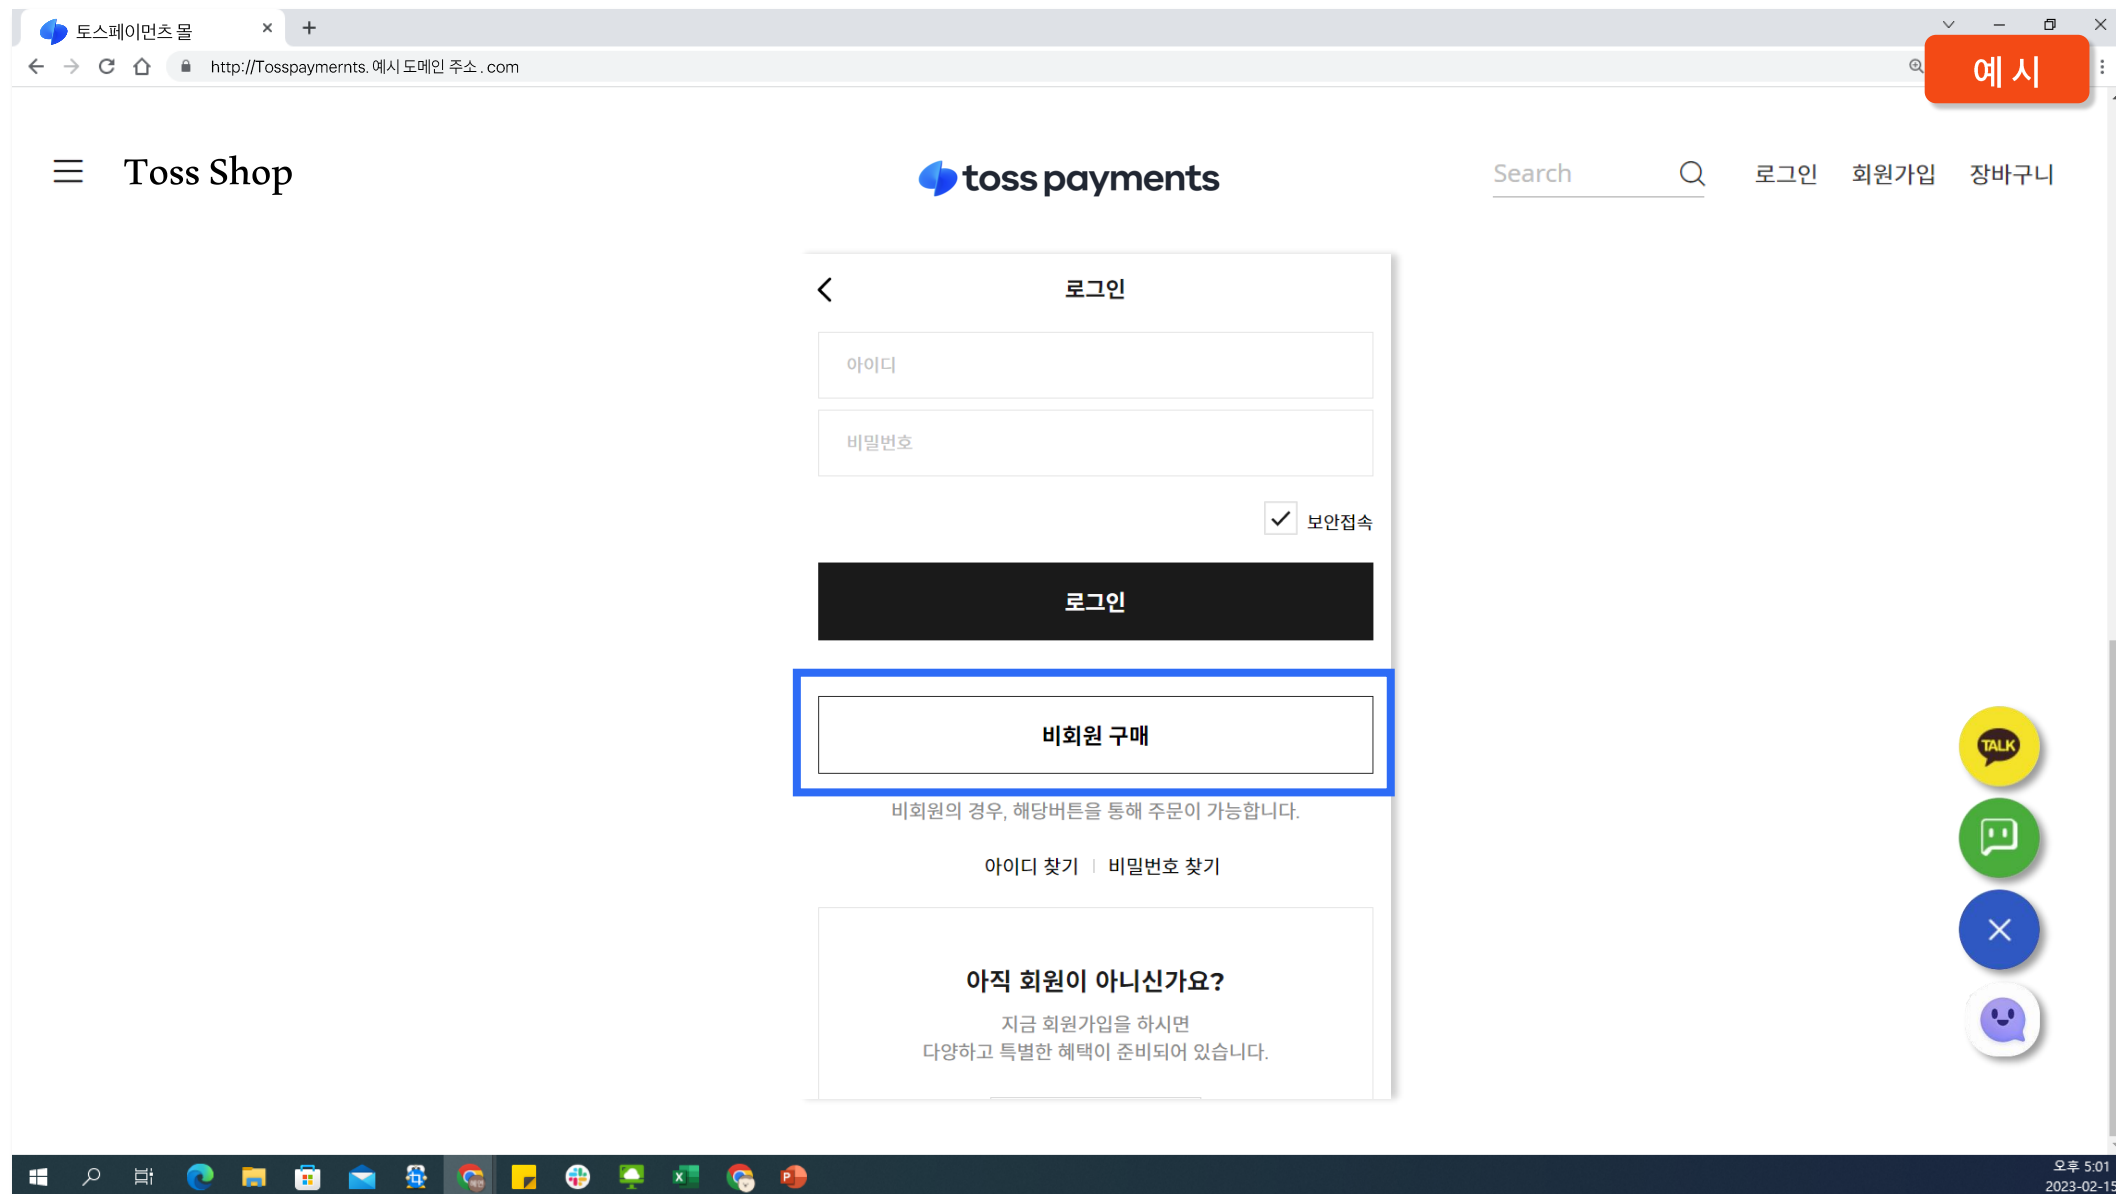 토스페이먼츠 몰
http://Tosspaymernts. 예시 도메인 주소 . com
예 시
Toss Shop
toss payments
Search
로그인 회원가입 장바구니
로그인
아이디
비밀번호
보안접속
로그인
비회원 구매
비회원의 경우, 해당버튼을 통해 주문이 가능합니다.
아이디 찾기 | 비밀번호 찾기
아직 회원이 아니신가요?
지금 회원가입을 하시면
다양하고 특별한 혜택이 준비되어 있습니다.
TALK
오후 5:01
2023-02-15